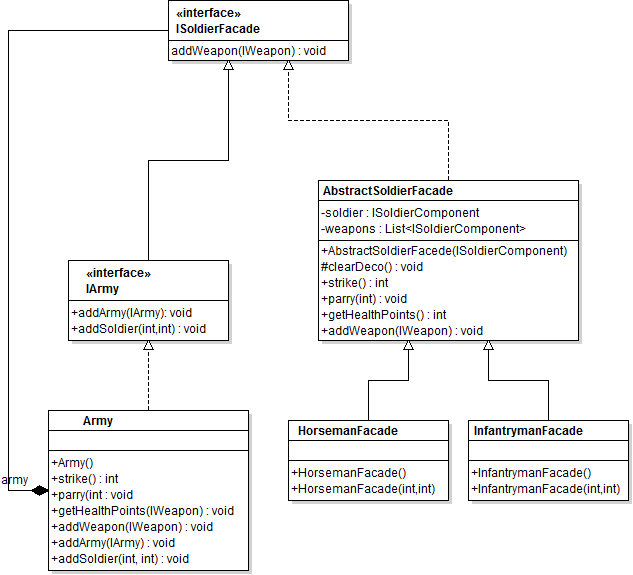 «interface»
ISoldierFacade
addWeapon(IWeapon) : void
AbstractSoldierFacade
-soldier : ISoldierComponent
-weapons : List<ISoldierComponent>
+AbstractSoldierFacede(ISoldierComponent)
#clearDeco() : void
+strike() : int
+parry(int) : void
+getHealthPoints() : int
+addWeapon(IWeapon) : void
«interface»
IArmy
+addArmy(IArmy): void
+addSoldier(int,int) : void
Army
+Army()
+strike() : int
+parry(int : void
+getHealthPoints(IWeapon) : void
+addWeapon(IWeapon) : void
+addArmy(IArmy) : void
+addSoldier(int, int) : void
army
HorsemanFacade
+HorsemanFacade()
+HorsemanFacade(int,int)
InfantrymanFacade
+InfantrymanFacade()
+InfantrymanFacade(int,int)